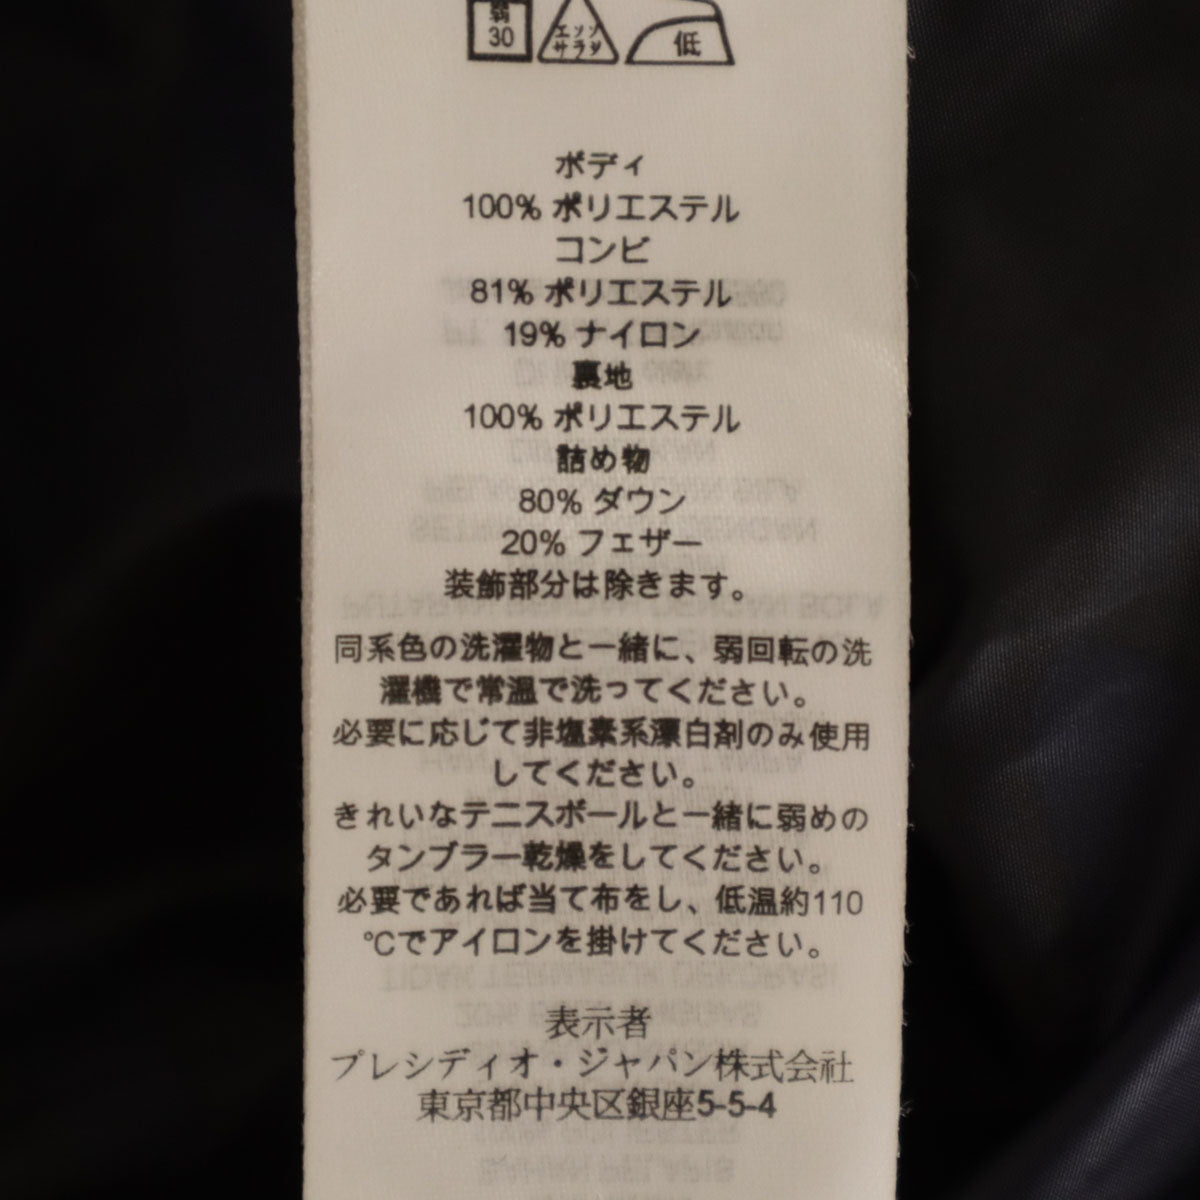 弱
30
エンソ
サラダ
低
ボディ
100% ポリエステル
コンビ
81% ポリエステル
19% ナイロン
裏地
100% ポリエステル
詰め物
80% ダウン
20% フェザー
装飾部分は除きます。
同系色の洗濯物と一緒に、弱回転の洗
濯機で常温で洗ってください。
必要に応じて非塩素系漂白剤のみ使用
してください。
きれいなテニスボールと一緒に弱めの
タンブラー乾燥をしてください。
必要であれば当て布をし、低温約110
℃でアイロンを掛けてください。
表示者
プレシディオ・ジャパン株式会社
東京都中央区銀座5-5-4